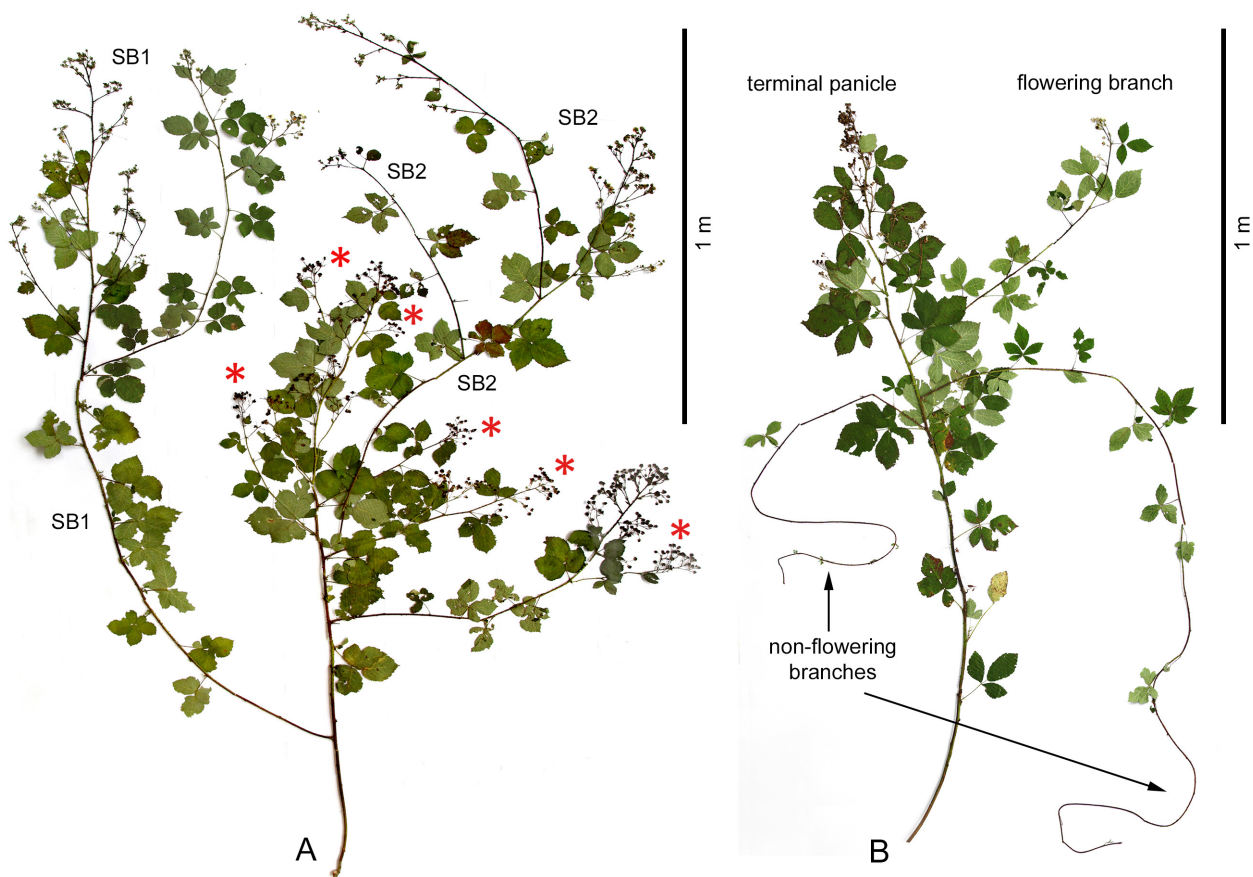 SB1
SB2
SB2
SB2
SB1
1 m
A
terminal panicle
flowering branch
1 m
non-flowering
branches
B